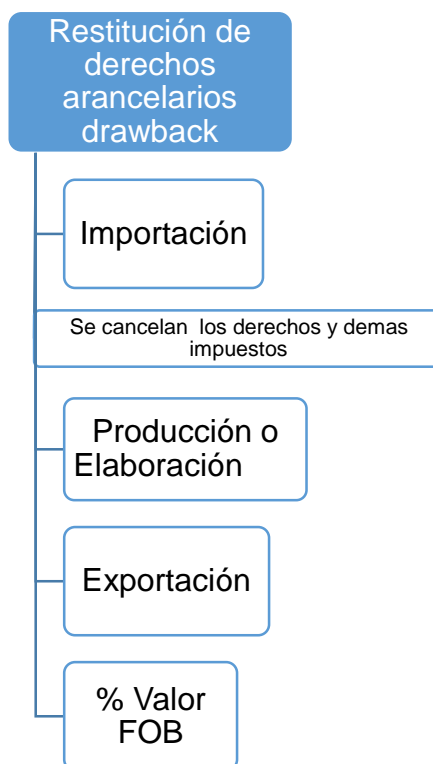 Restitución de
derechos
arancelarios
drawback
Importación
Se cancelan los derechos y demas
impuestos
Producción o
Elaboración
Exportación
% Valor
FOB